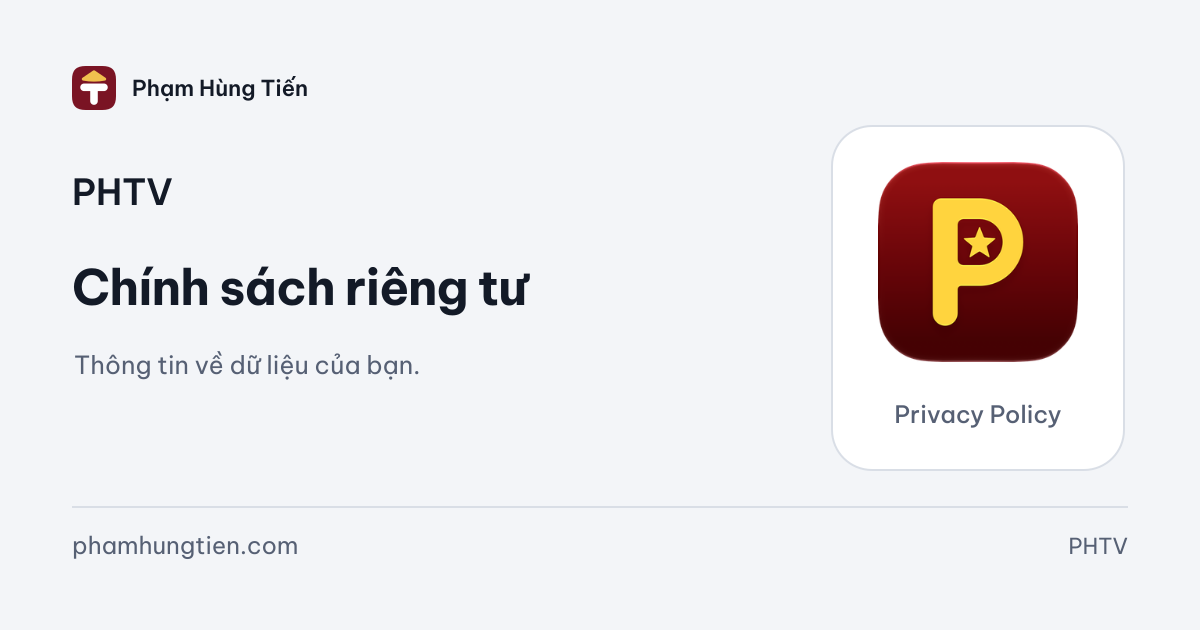 Phạm Hùng Tiến
PHTV
Chính sách riêng tư
Thông tin về dữ liệu của bạn.
Privacy Policy
phamhungtien.com
PHTV